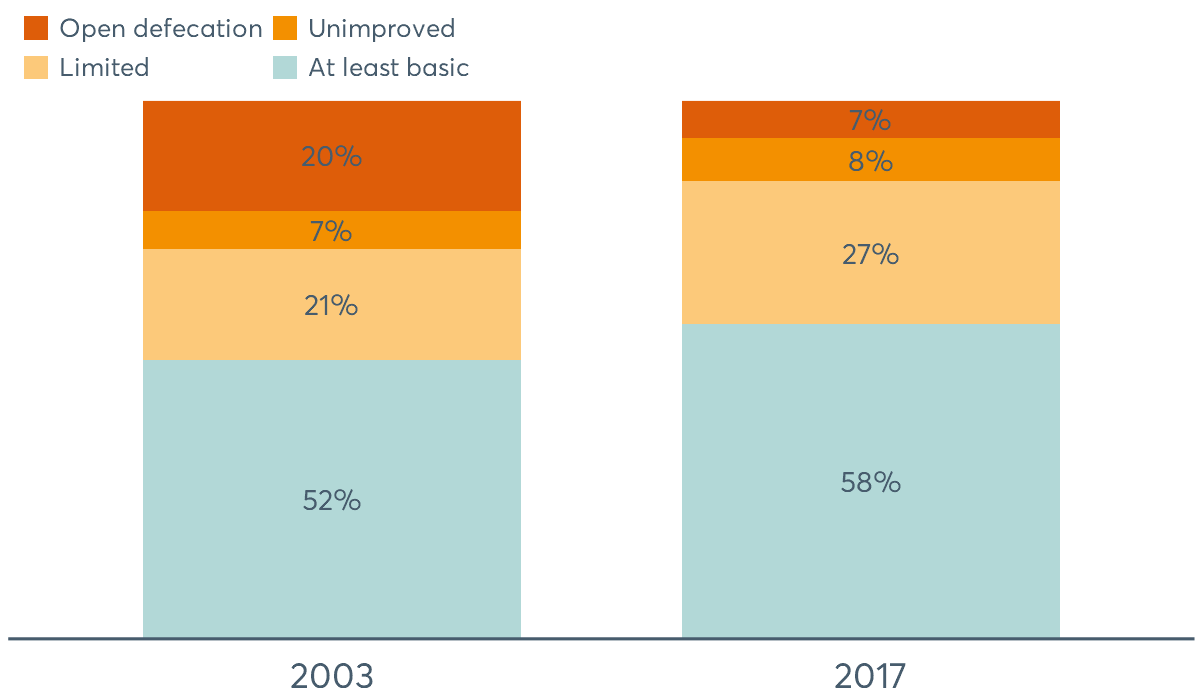 Open defecation Unimproved
Limited At least basic
20% 7%
7% 8%
21% 27%
52% 58%
2003 2017